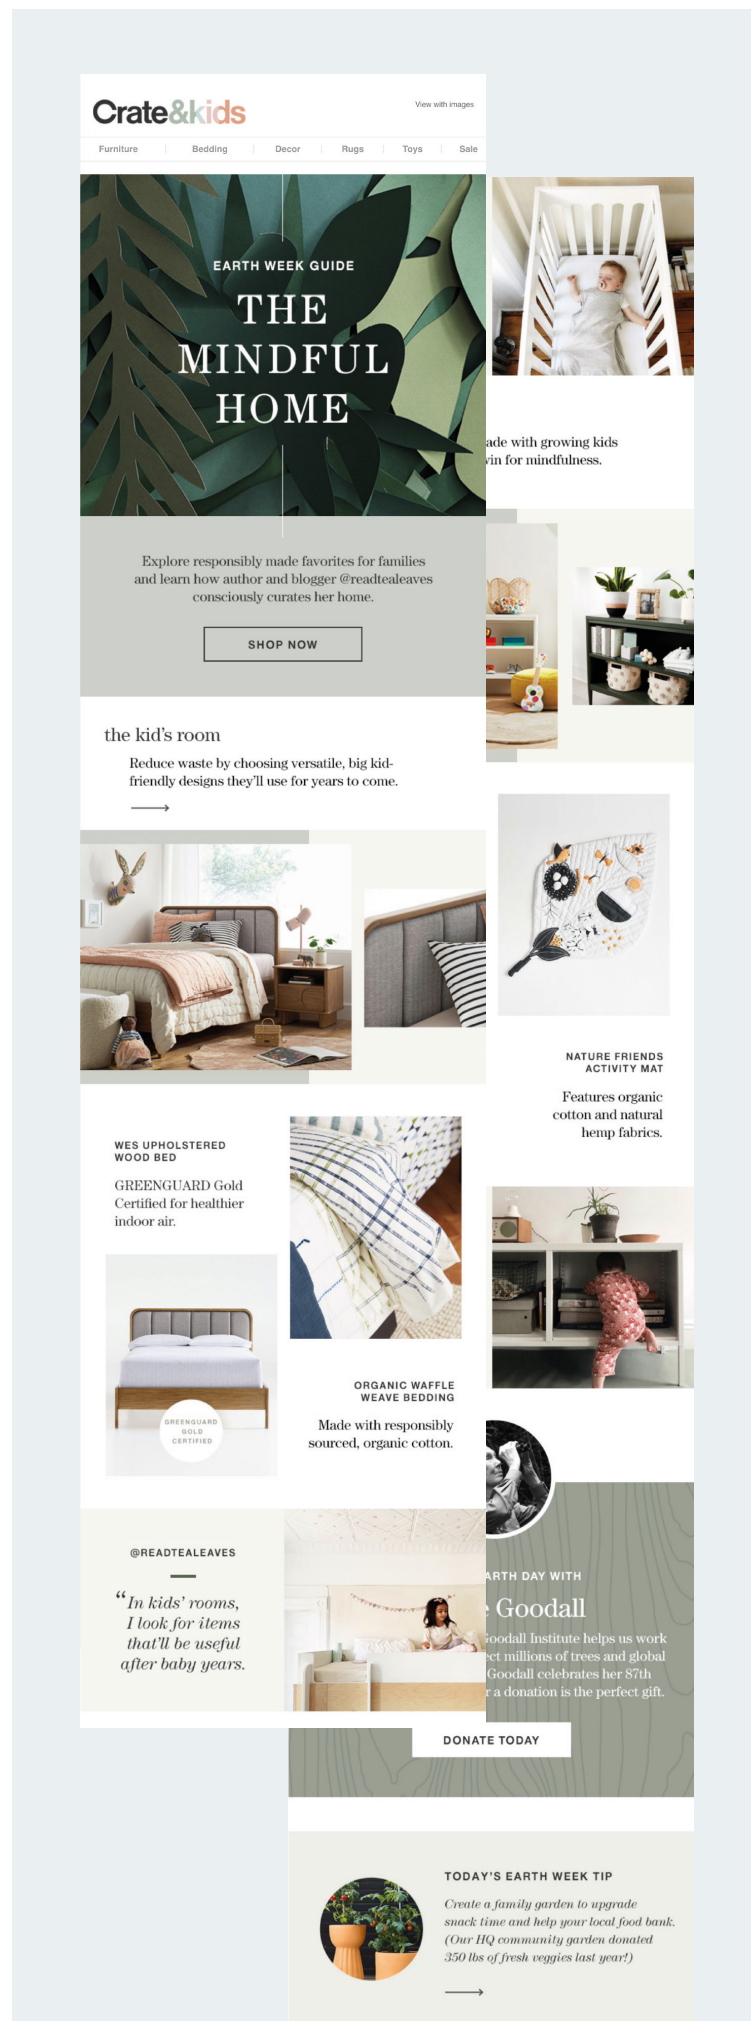 Crate&kids
View with images
Furniture
Bedding
Decor
Rugs
Toys
Sale
EARTH WEEK GUIDE
THE
MINDFUL
HOME
Explore responsibly made favorites for families
and learn how author and blogger @readtealeaves
consciously curates her home.
SHOP NOW
the kid's room
Reduce waste by choosing versatile, big kid-
friendly designs they'll use for years to come.
WES UPHOLSTERED
WOOD BED
GREENGUARD Gold
Certified for healthier
indoor air.
GREENGUARD
GOLD
CERTIFIED
ORGANIC WAFFLE
WEAVE BEDDING
Made with responsibly
sourced, organic cotton.
@READTEALEAVES
“In kids' rooms,
I look for items
that'll be useful
after baby years.
ade with growing kids
win for mindfulness.
NATURE FRIENDS
ACTIVITY MAT
Features organic
cotton and natural
hemp fabrics.
ARTH DAY WITH
Goodall
Goodall Institute helps us work
ect millions of trees and global
Goodall celebrates her 87th
r a donation is the perfect gift.
DONATE TODAY
TODAY'S EARTH WEEK TIP
Create a family garden to upgrade
snack time and help your local food bank.
(Our HQ community garden donated
350 lbs of fresh veggies last year!)